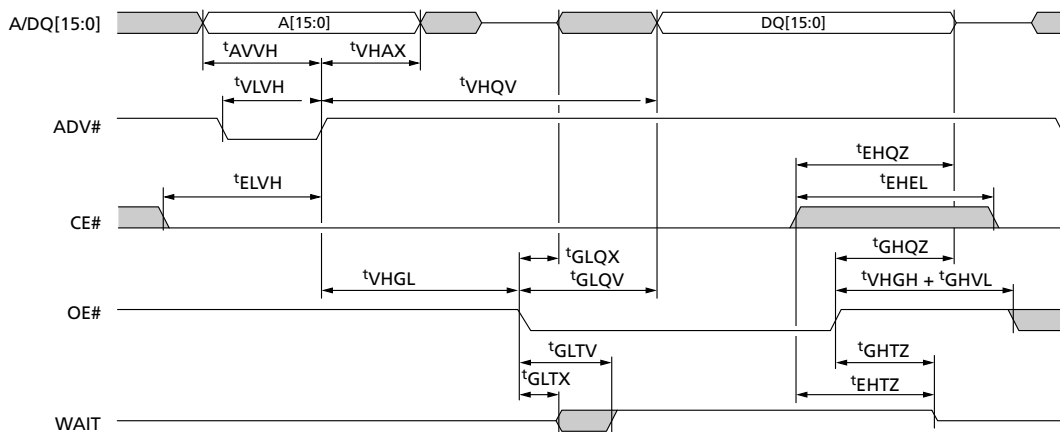 A/DQ[15:0] A[15:0] DQ[15:0]
tAVVH tVHAX
tVLVH tVHQV
ADV#
tEHQZ
tELVH tEHEL
CE#
tGLQX tGHQZ
tVHGL tGLQV tVHGH + tGHVL
OE#
tGLTV tGHTZ
tGLTX tEHTZ
WAIT